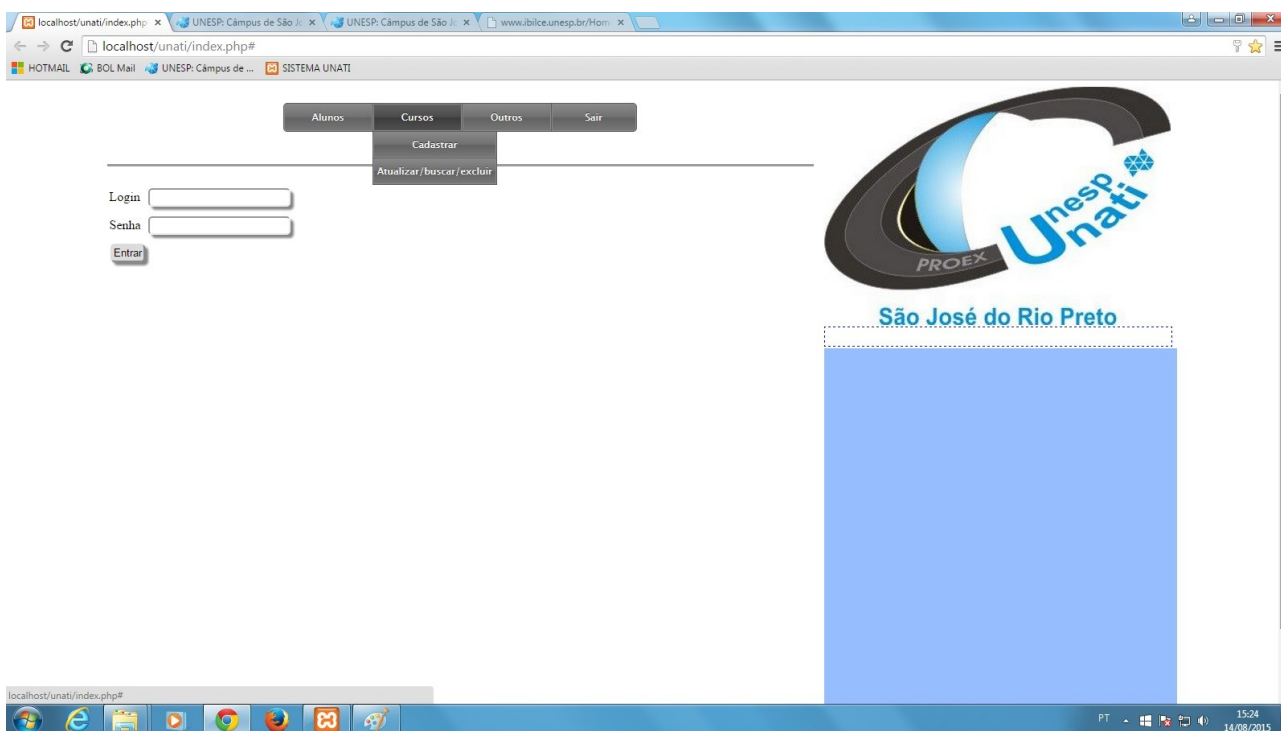 localhost/unati/index.php
UNESP: Câmpus de São Jo
UNESP: Câmpus de São Jo
www.ibilce.unesp.br/Hom
localhost/unati/index.php#
HOTMAIL
BOL Mail
UNESP: Câmpus de ...
SISTEMA UNATI
Alunos
Cursos
Outros
Sair
Cadastrar
Atualizar/buscar/excluir
Login
Senha
Entrar
PROEX
Unesp
Unati
São José do Rio Preto
localhost/unati/index.php#
PT
15:24
14/08/2015